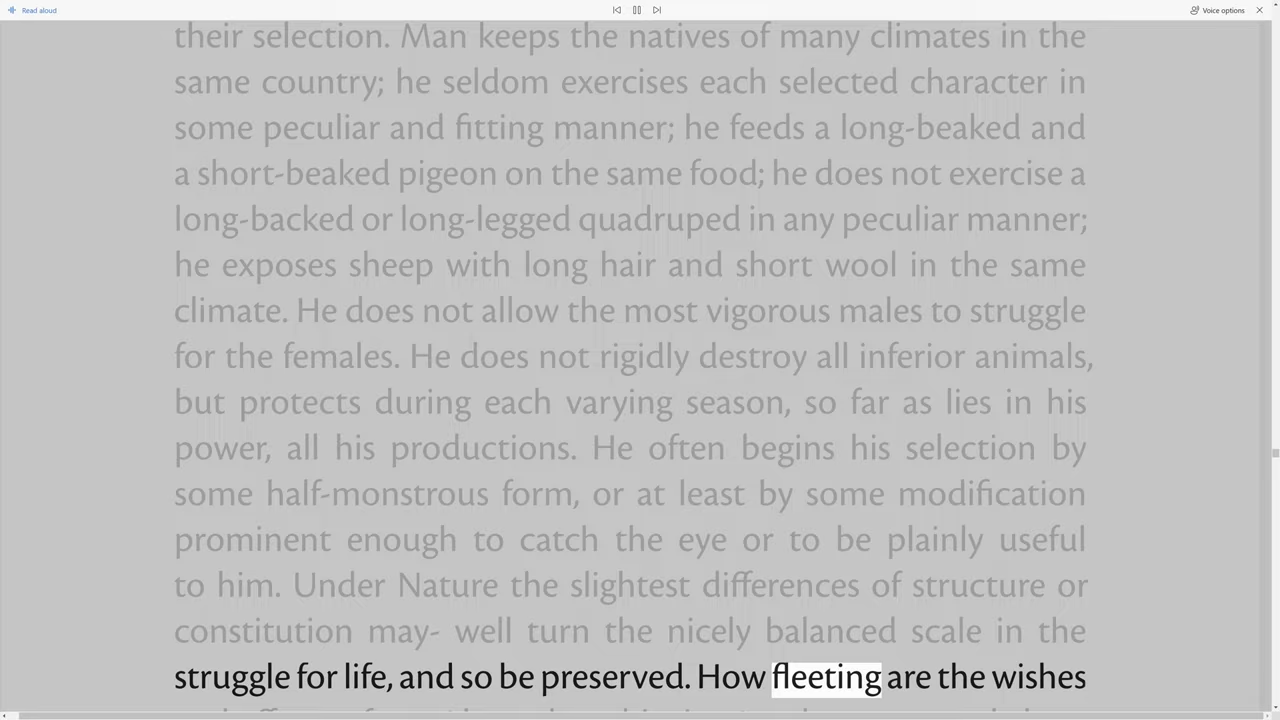 Read aloud
Voice options
their selection. Man keeps the natives of many climates in the
same country; he seldom exercises each selected character in
some peculiar and fitting manner; he feeds a long-beaked and
a short-beaked pigeon on the same food; he does not exercise a
long-backed or long-legged quadruped in any peculiar manner;
he exposes sheep with long hair and short wool in the same
climate. He does not allow the most vigorous males to struggle
for the females. He does not rigidly destroy all inferior animals,
but protects during each varying season, so far as lies in his
power, all his productions. He often begins his selection by
some half-monstrous form, or at least by some modification
prominent enough to catch the eye or to be plainly useful
to him. Under Nature the slightest differences of structure or
constitution may- well turn the nicely balanced scale in the
struggle for life, and so be preserved. How fleeting are the wishes